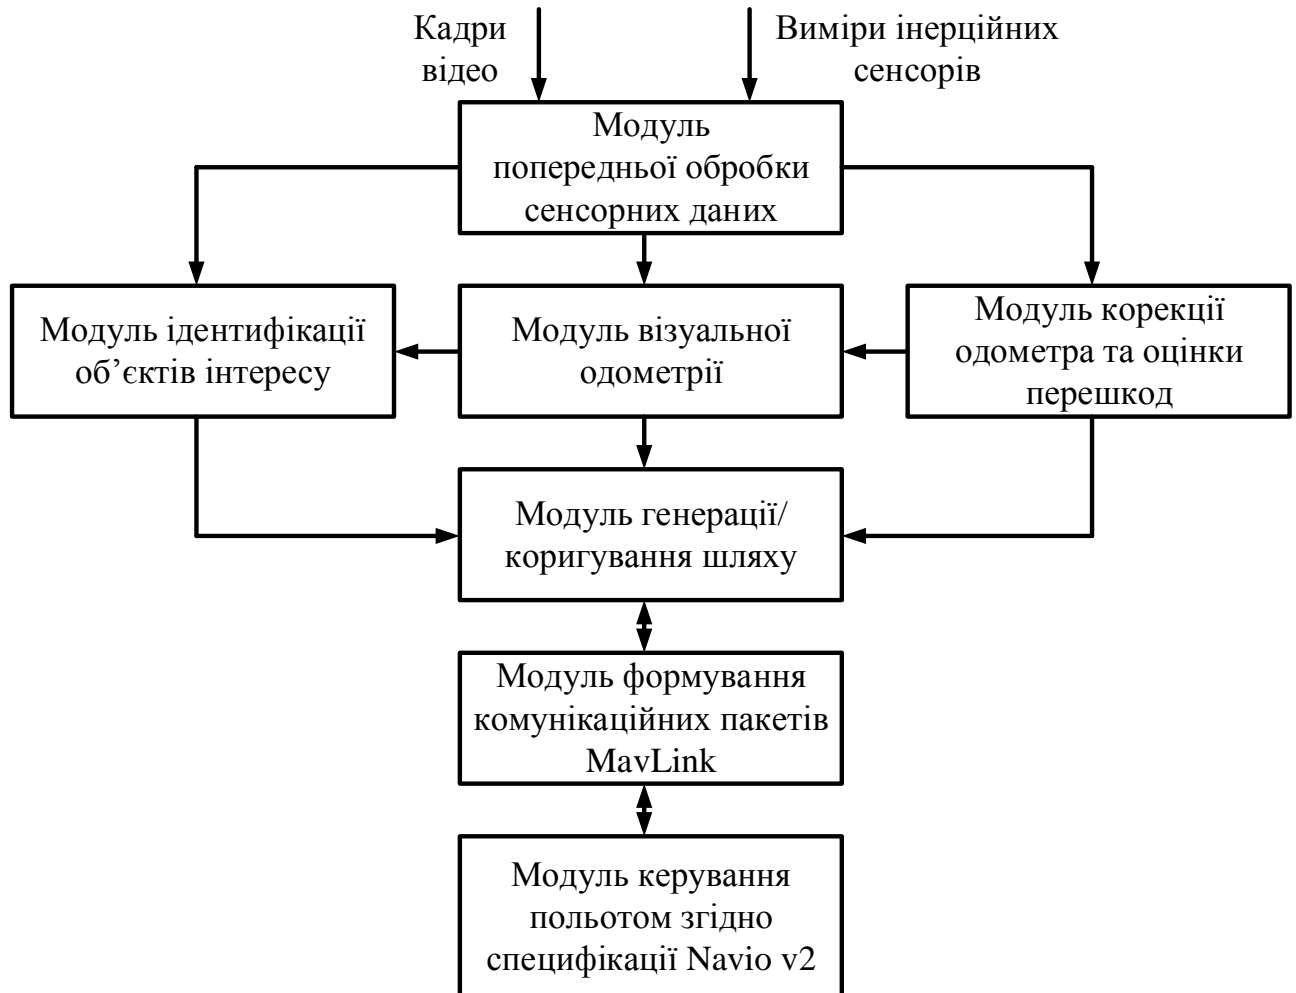 Кадри
відео
Виміри інерційних
сенсорів
Модуль
попередньої обробки
сенсорних даних
Модуль ідентифікації
об’єктів інтересу
Модуль візуальної
одометрії
Модуль корекції
одометра та оцінки
перешкод
Модуль генерації/
коригування шляху
Модуль формування
комунікаційних пакетів
MavLink
Модуль керування
польотом згідно
специфікації Navio v2